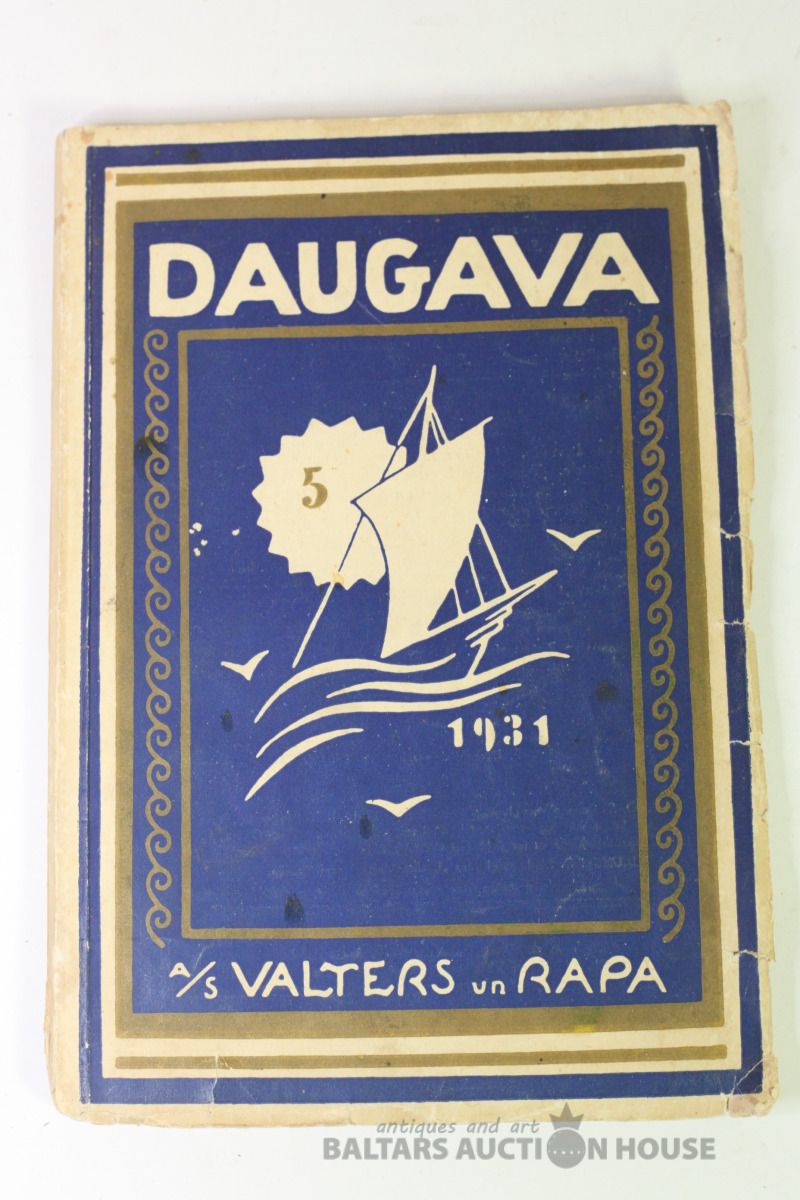 DAUGAVA
5
1931
A/S VALTERS un RAPA
antiques and art
BALTARS AUCTION HOUSE